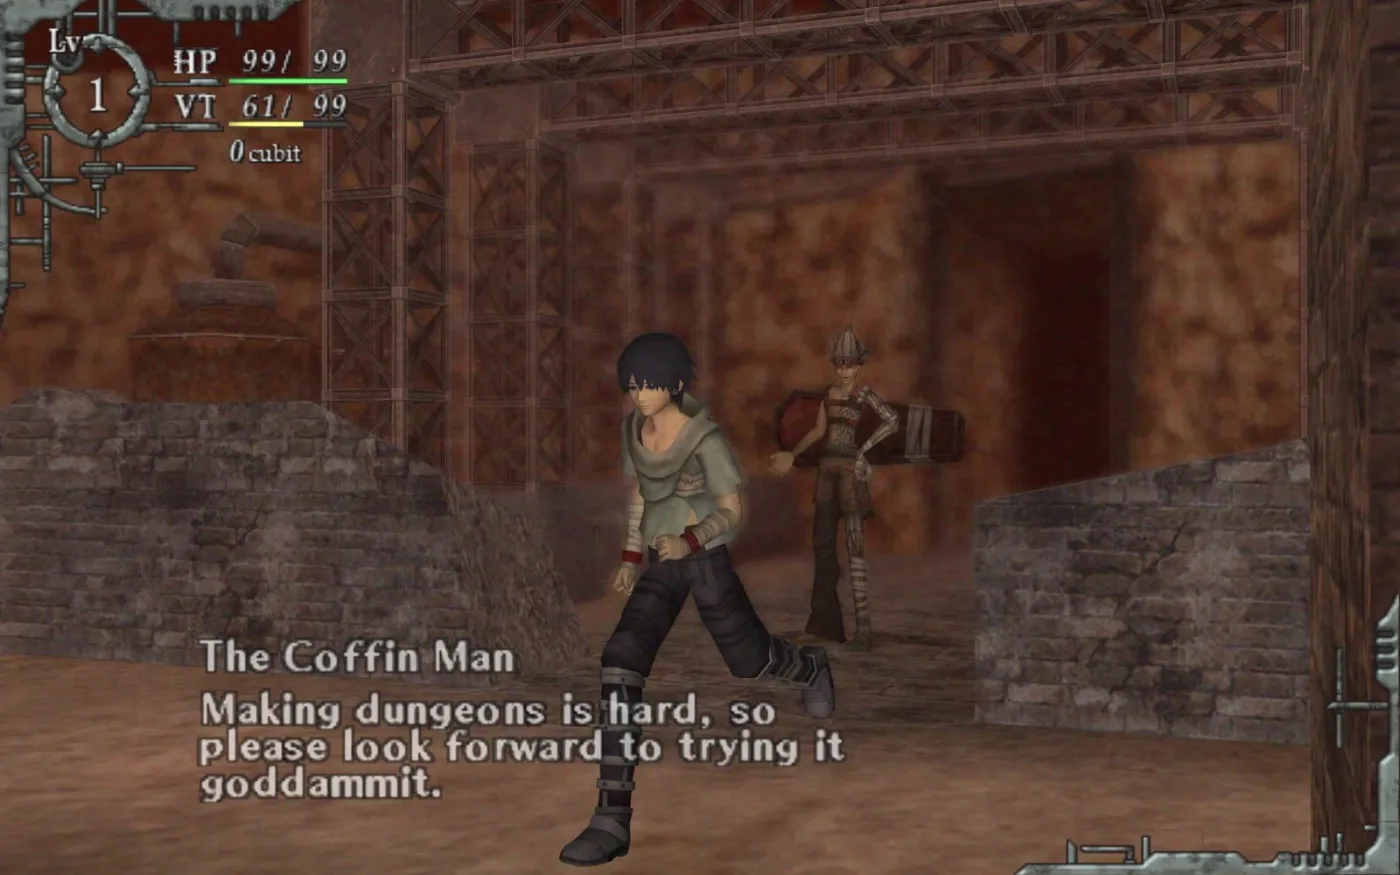 Lv
1
HP 99/ 99
VT 61/ 99
0 cubit
The Coffin Man
Making dungeons is hard, so
please look forward to trying it
goddammit.